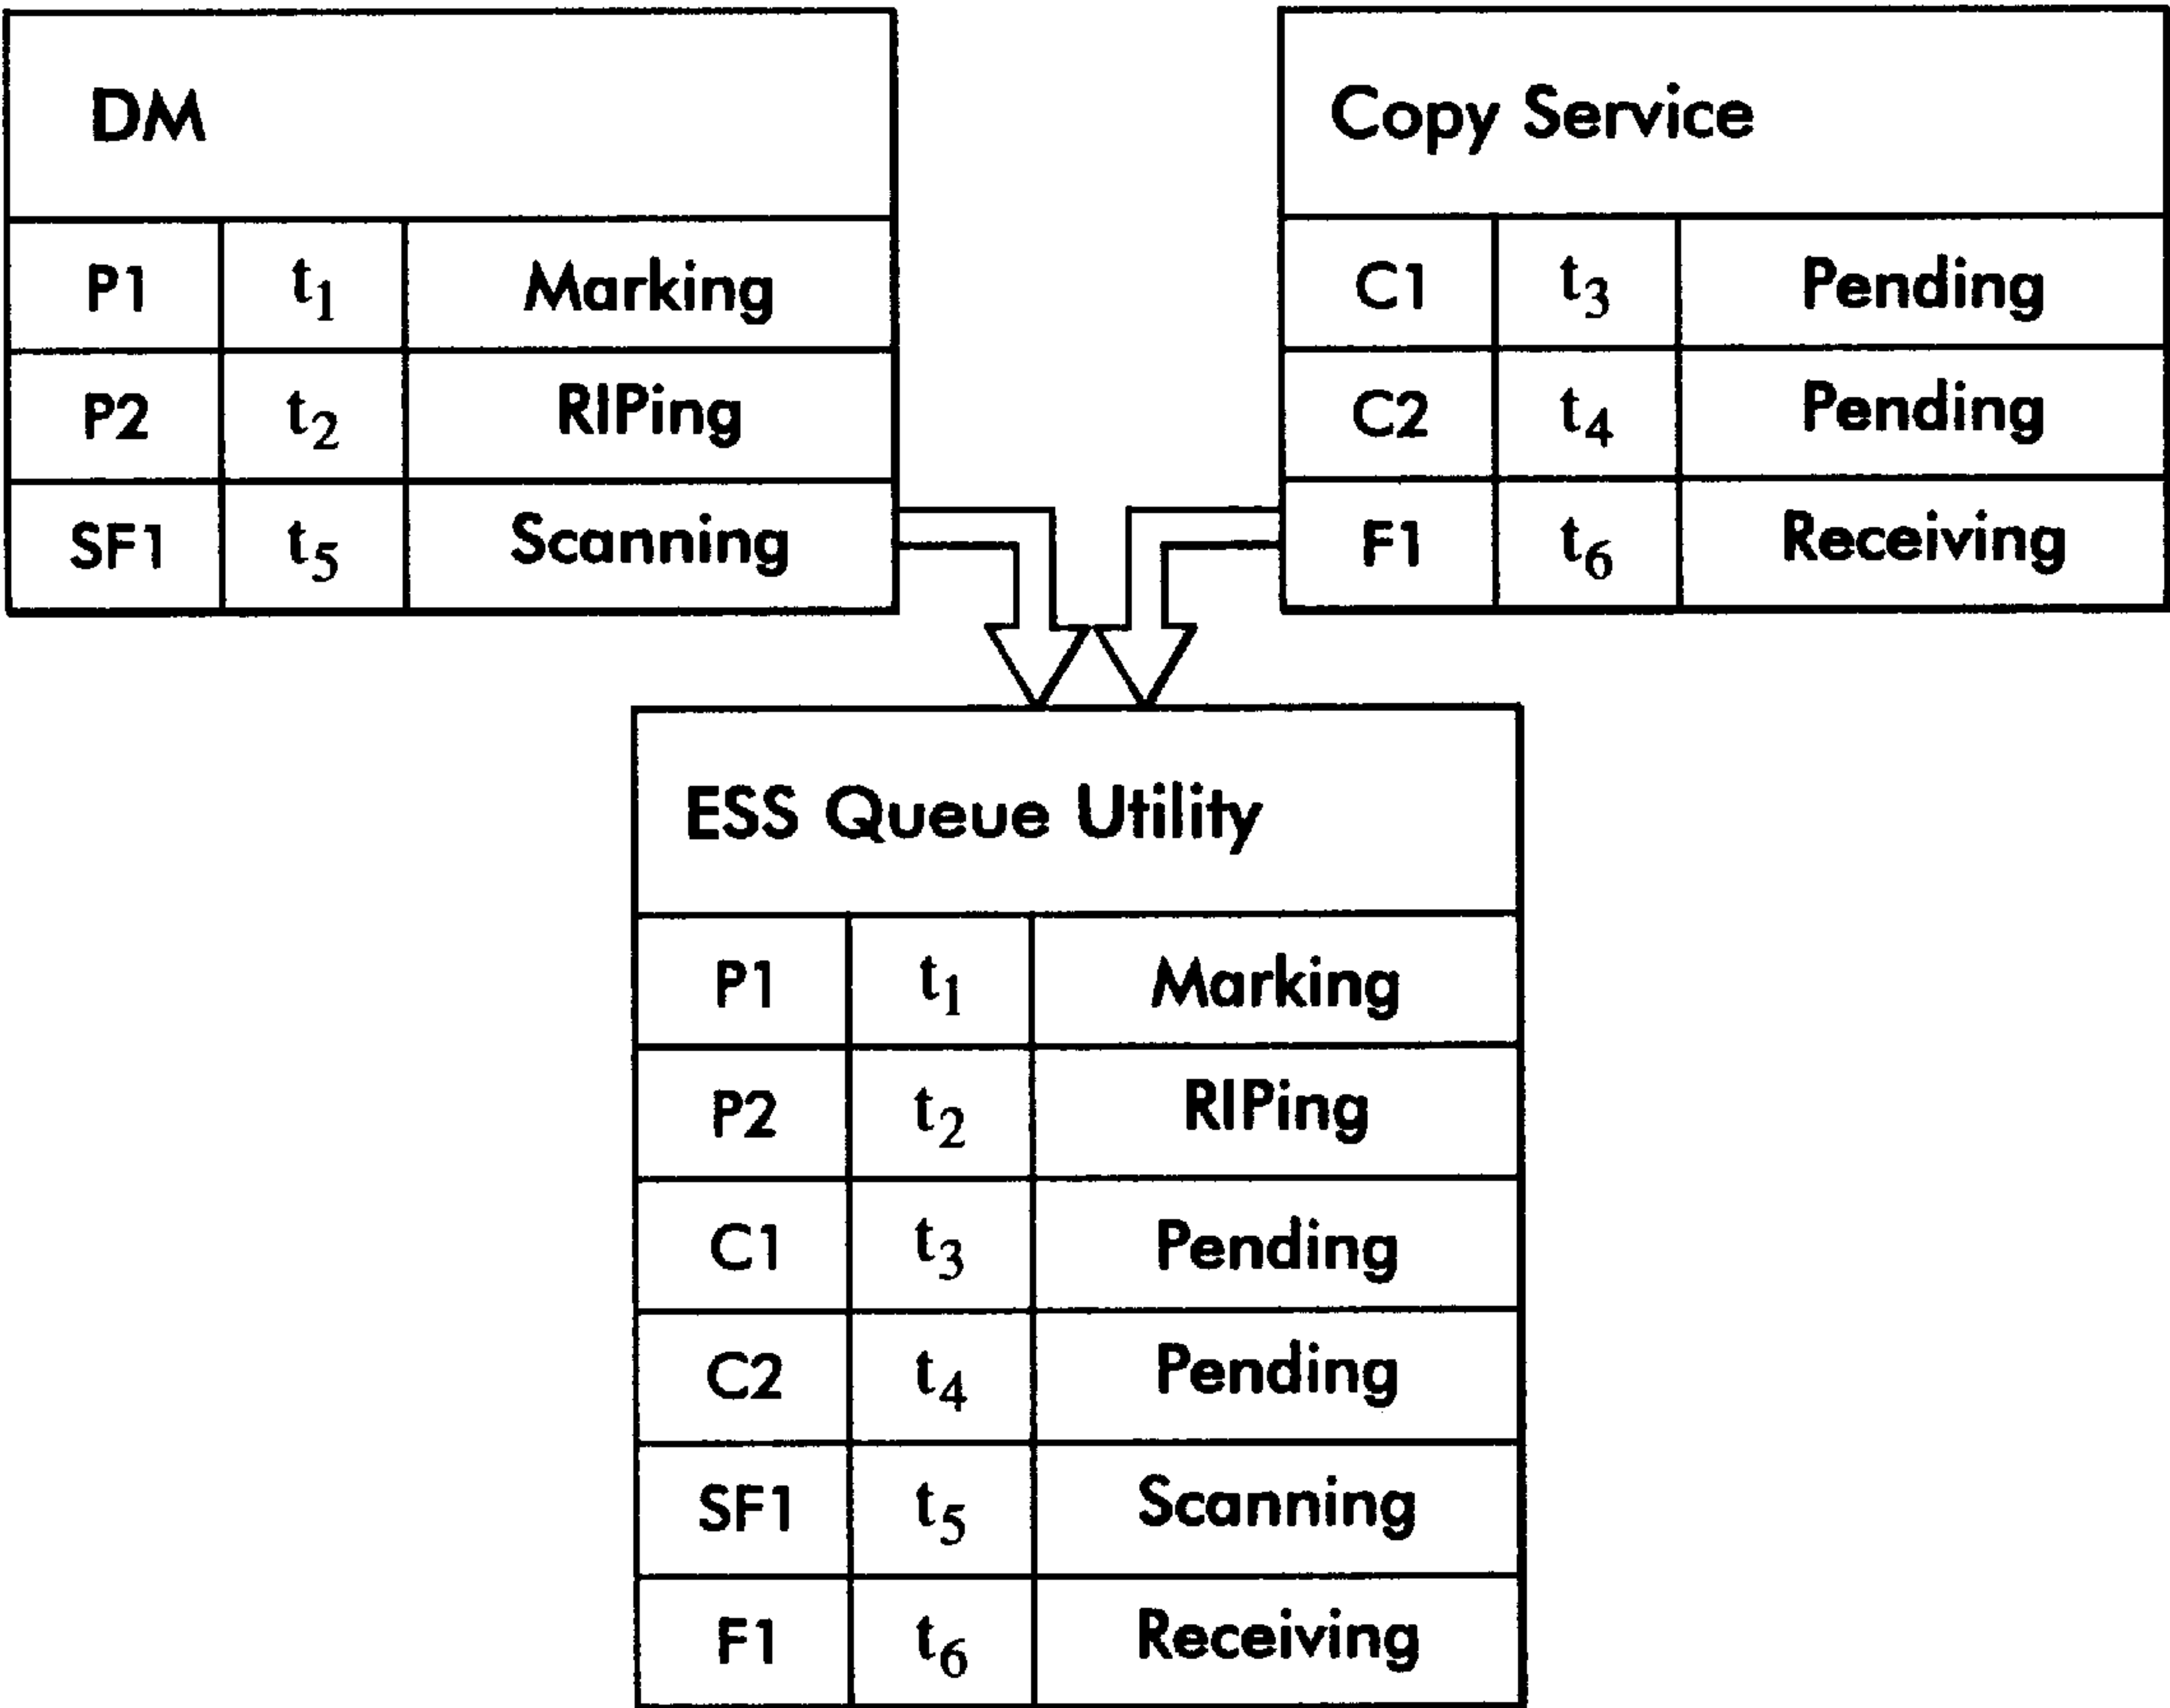 DM
P1 t₁ Marking
P2 t₂ RIPing
SF1 t₅ Scanning
Copy Service
C1 t₃ Pending
C2 t₄ Pending
F1 t₆ Receiving
ESS Queue Utility
P1 t₁ Marking
P2 t₂ RIPing
C1 t₃ Pending
C2 t₄ Pending
SF1 t₅ Scanning
F1 t₆ Receiving